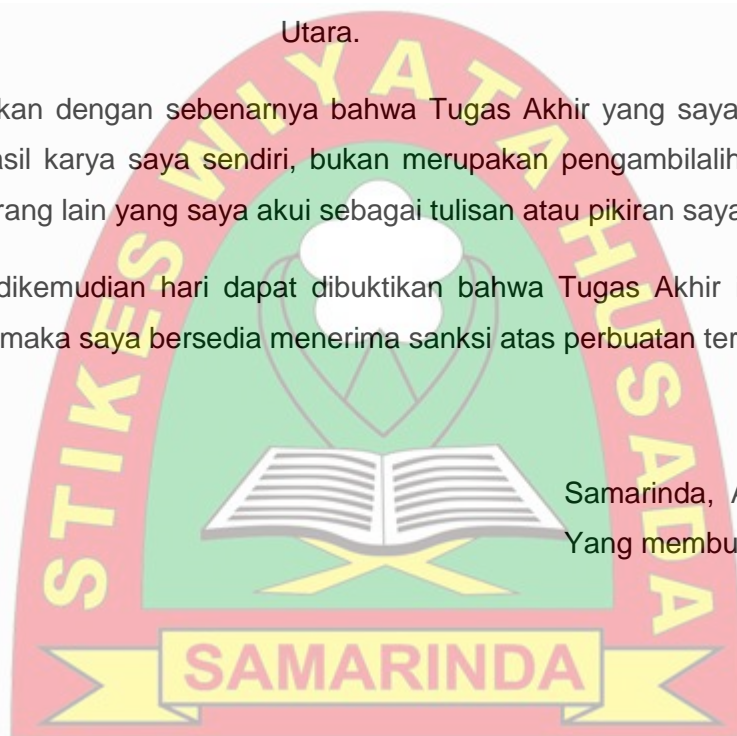 Utara.
kan dengan sebenarnya bahwa Tugas Akhir yang saya
asil karya saya sendiri, bukan merupakan pengambilalih
rang lain yang saya akui sebagai tulisan atau pikiran saya
dikemudian hari dapat dibuktikan bahwa Tugas Akhir
maka saya bersedia menerima sanksi atas perbuatan ter
Samarinda, A
Yang membu
STIKES WIYATA HUSADA
SAMARINDA